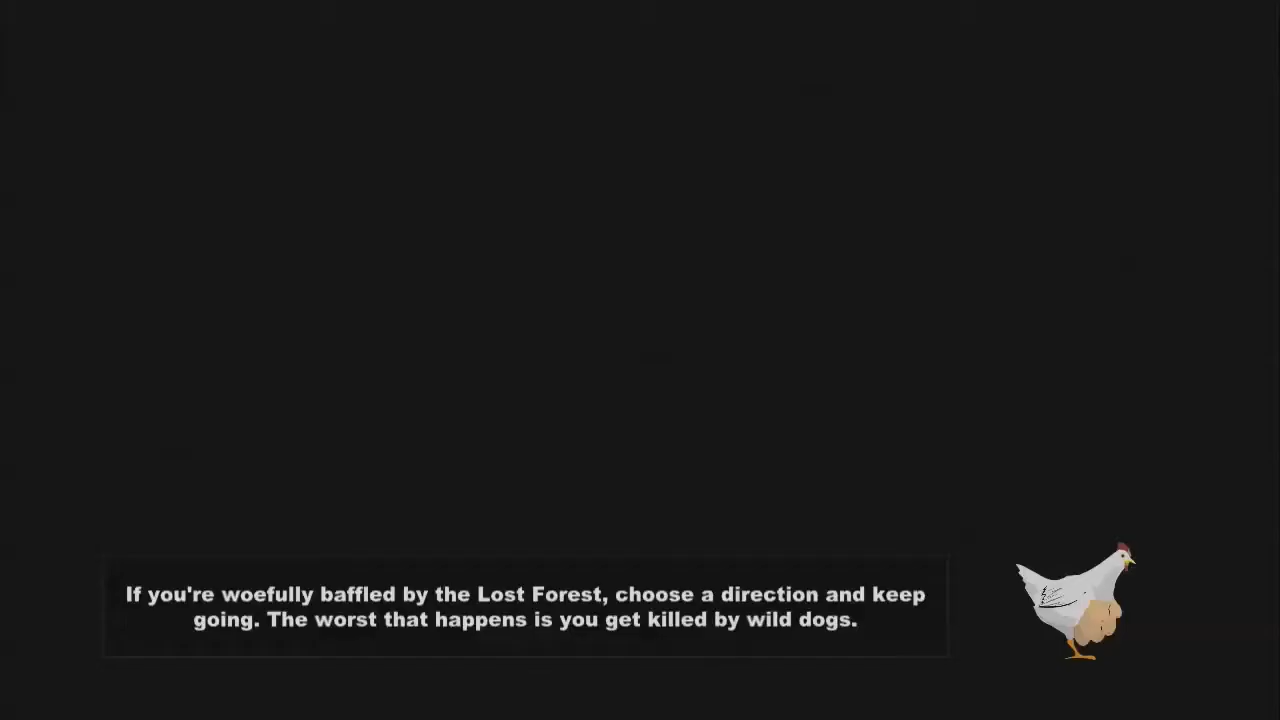 If you're woefully baffled by the Lost Forest, choose a direction and keep
going. The worst that happens is you get killed by wild dogs.